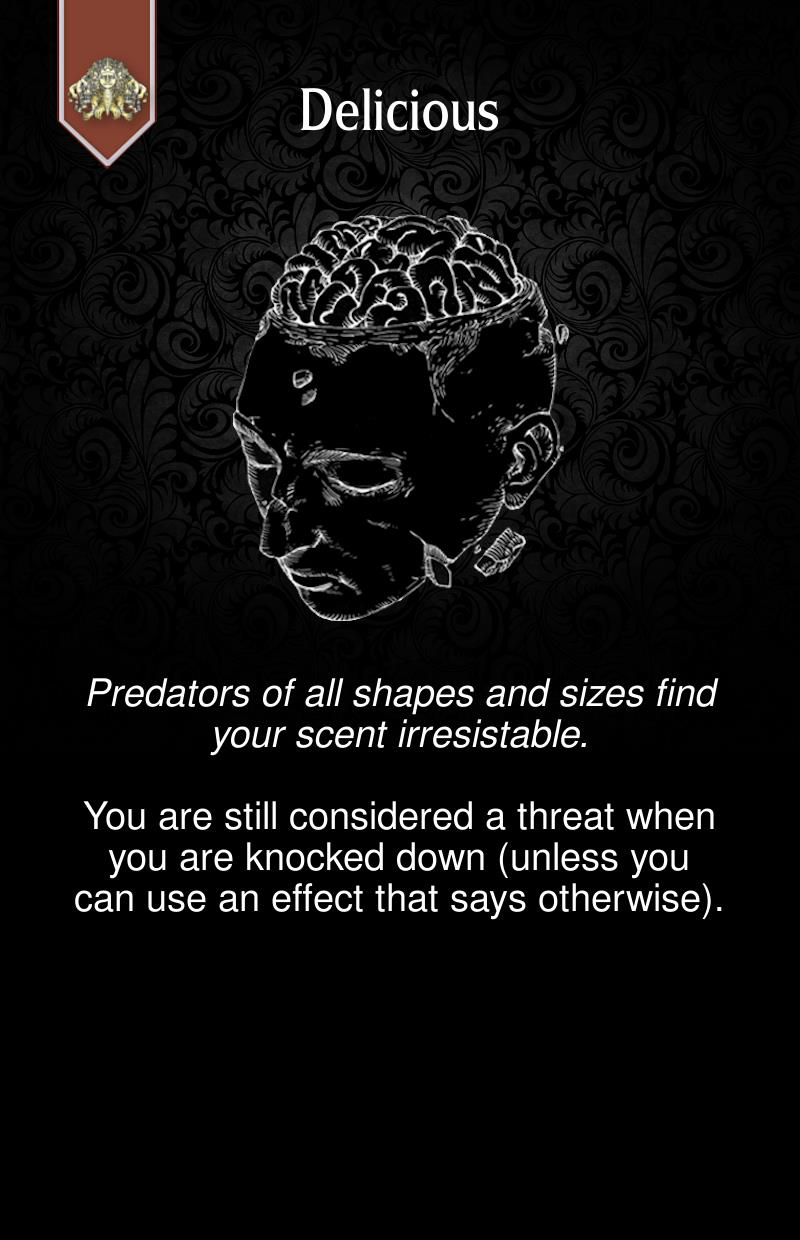 Delicious
Predators of all shapes and sizes find
your scent irresistable.
You are still considered a threat when
you are knocked down (unless you
can use an effect that says otherwise).